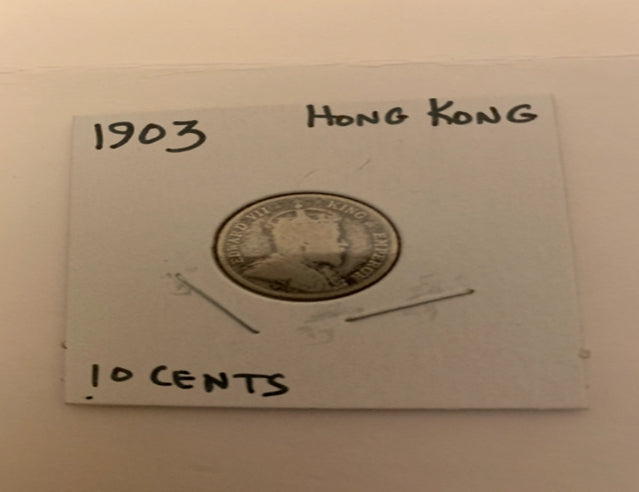 1903 HONG KONG
EDWARD VII KING & EMPEROR
10 CENTS